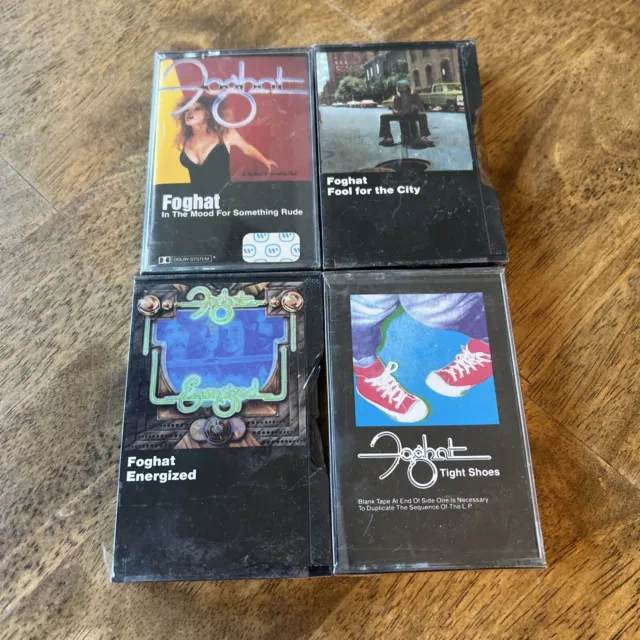 Foghat
Foghat
In The Mood For Something Rude
DOLBY SYSTEM
Foghat
Fool for the City
Foghat
Energized
Foghat
Energized
Foghat
Tight Shoes
Blank Tape At End Of Side One is Necessary
To Duplicate The Sequence Of The L.P